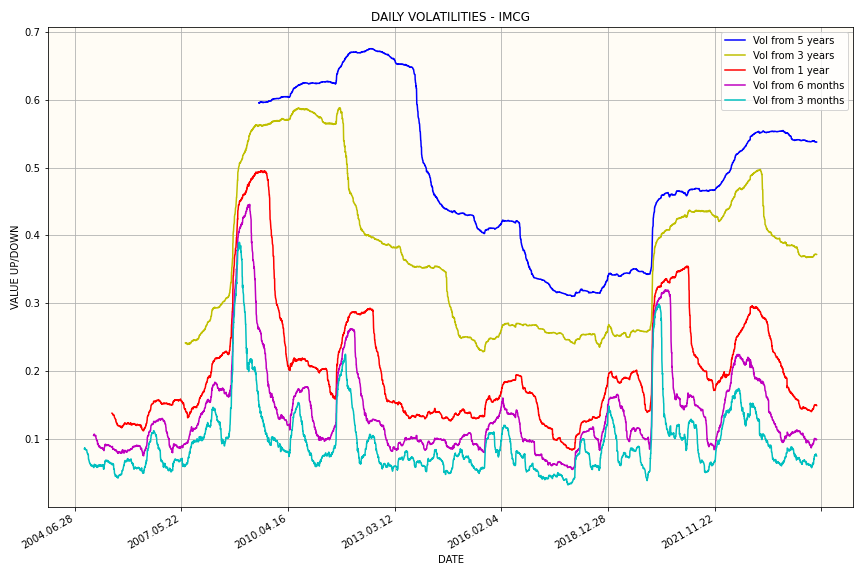 DAILY VOLATILITIES - IMCG
Vol from 5 years
Vol from 3 years
Vol from 1 year
Vol from 6 months
Vol from 3 months
VALUE UP/DOWN
0.7
0.6
0.5
0.4
0.3
0.2
0.1
2004.06.28
2007.05.22
2010.04.16
2013.03.12
2016.02.04
2018.12.28
2021.11.22
DATE